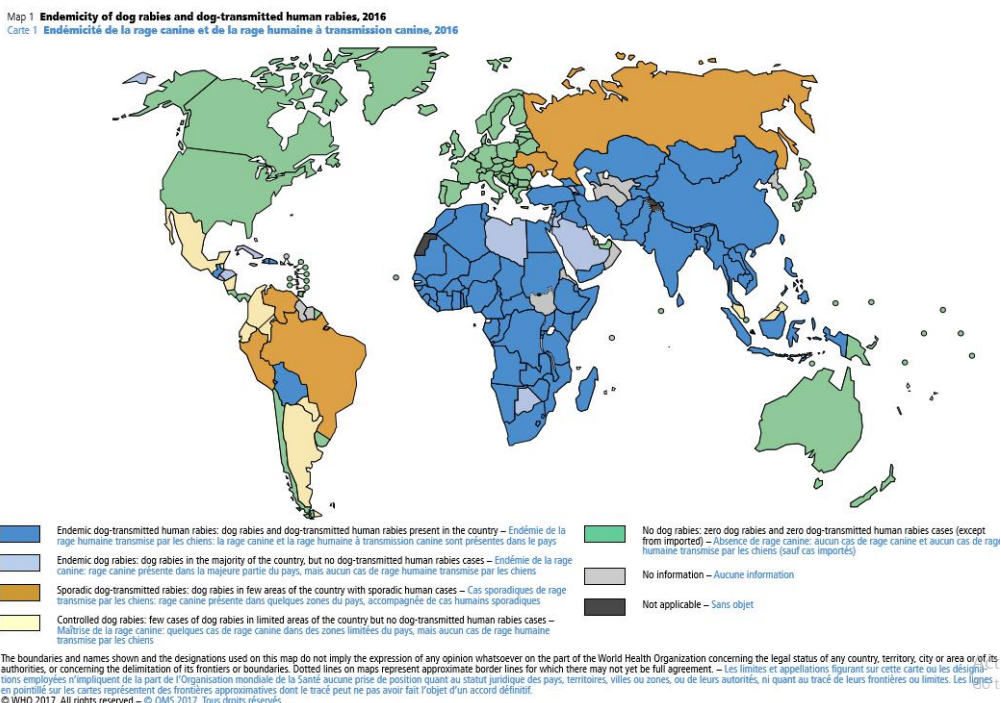 Map 1 Endemicity of dog rabies and dog-transmitted human rabies, 2016
Carte 1 Endémicité de la rage canine et de la rage humaine à transmission canine, 2016
Endemic dog-transmitted human rabies: dog rabies and dog-transmitted human rabies present in the country – Endémie de la
rage humaine transmise par les chiens: la rage canine et la rage humaine à transmission canine sont présentes dans le pays
Endemic dog rabies: dog rabies in the majority of the country, but no dog-transmitted human rabies cases – Endémie de la rage
canine: rage canine présente dans la majeure partie du pays, mais aucun cas de rage humaine transmise par les chiens
Sporadic dog-transmitted rabies: dog rabies in few areas of the country with sporadic human cases – Cas sporadiques de rage
transmise par les chiens: rage canine présente dans quelques zones du pays, accompagnée de cas humains sporadiques
Controlled dog rabies: few cases of dog rabies in limited areas of the country but no dog-transmitted human rabies cases –
Maîtrise de la rage canine: quelques cas de rage canine dans des zones limitées du pays, mais aucun cas de rage humaine
transmise par les chiens
No dog rabies: zero dog rabies and zero dog-transmitted human rabies cases (except
from imported) – Absence de rage canine: aucun cas de rage canine et aucun cas de rage
humaine transmise par les chiens (sauf cas importés)
No information – Aucune information
Not applicable – Sans objet
The boundaries and names shown and the designations used on this map do not imply the expression of any opinion whatsoever on the part of the World Health Organization concerning the legal status of any country, territory, city or area or of its
authorities, or concerning the delimitation of its frontiers or boundaries. Dotted lines on maps represent approximate border lines for which there may not yet be full agreement. – Les limites et appellations figurant sur cette carte ou les désigna-
tions employées n'impliquent de la part de l'Organisation mondiale de la Santé aucune prise de position quant au statut juridique des pays, territoires, villes ou zones, ou de leurs autorités, ni quant au tracé de leurs frontières ou limites. Les lignes
en pointillé sur les cartes représentent des frontières approximatives dont le tracé peut ne pas avoir fait l'objet d'un accord définitif.
© WHO 2017. All rights reserved – © OMS 2017. Tous droits réservés